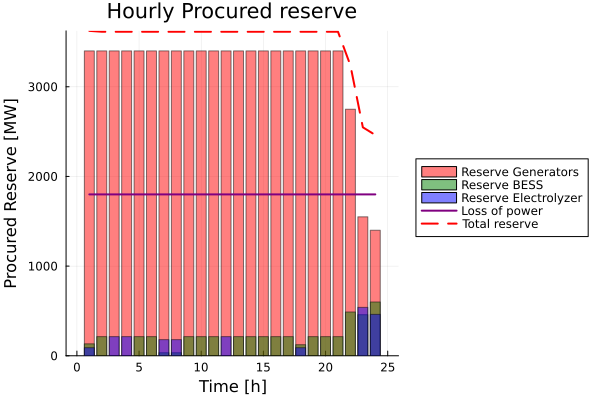 Hourly Procured reserve
Procured Reserve [MW]
3000
2000
1000
0
0 5 10 15 20 25
Time [h]
Reserve Generators
Reserve BESS
Reserve Electrolyzer
Loss of power
Total reserve